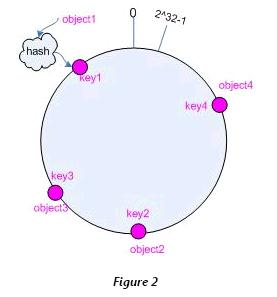 object1
0
2^32-1
hash
key1
object4
key4
key3
object3
key2
object2
Figure 2